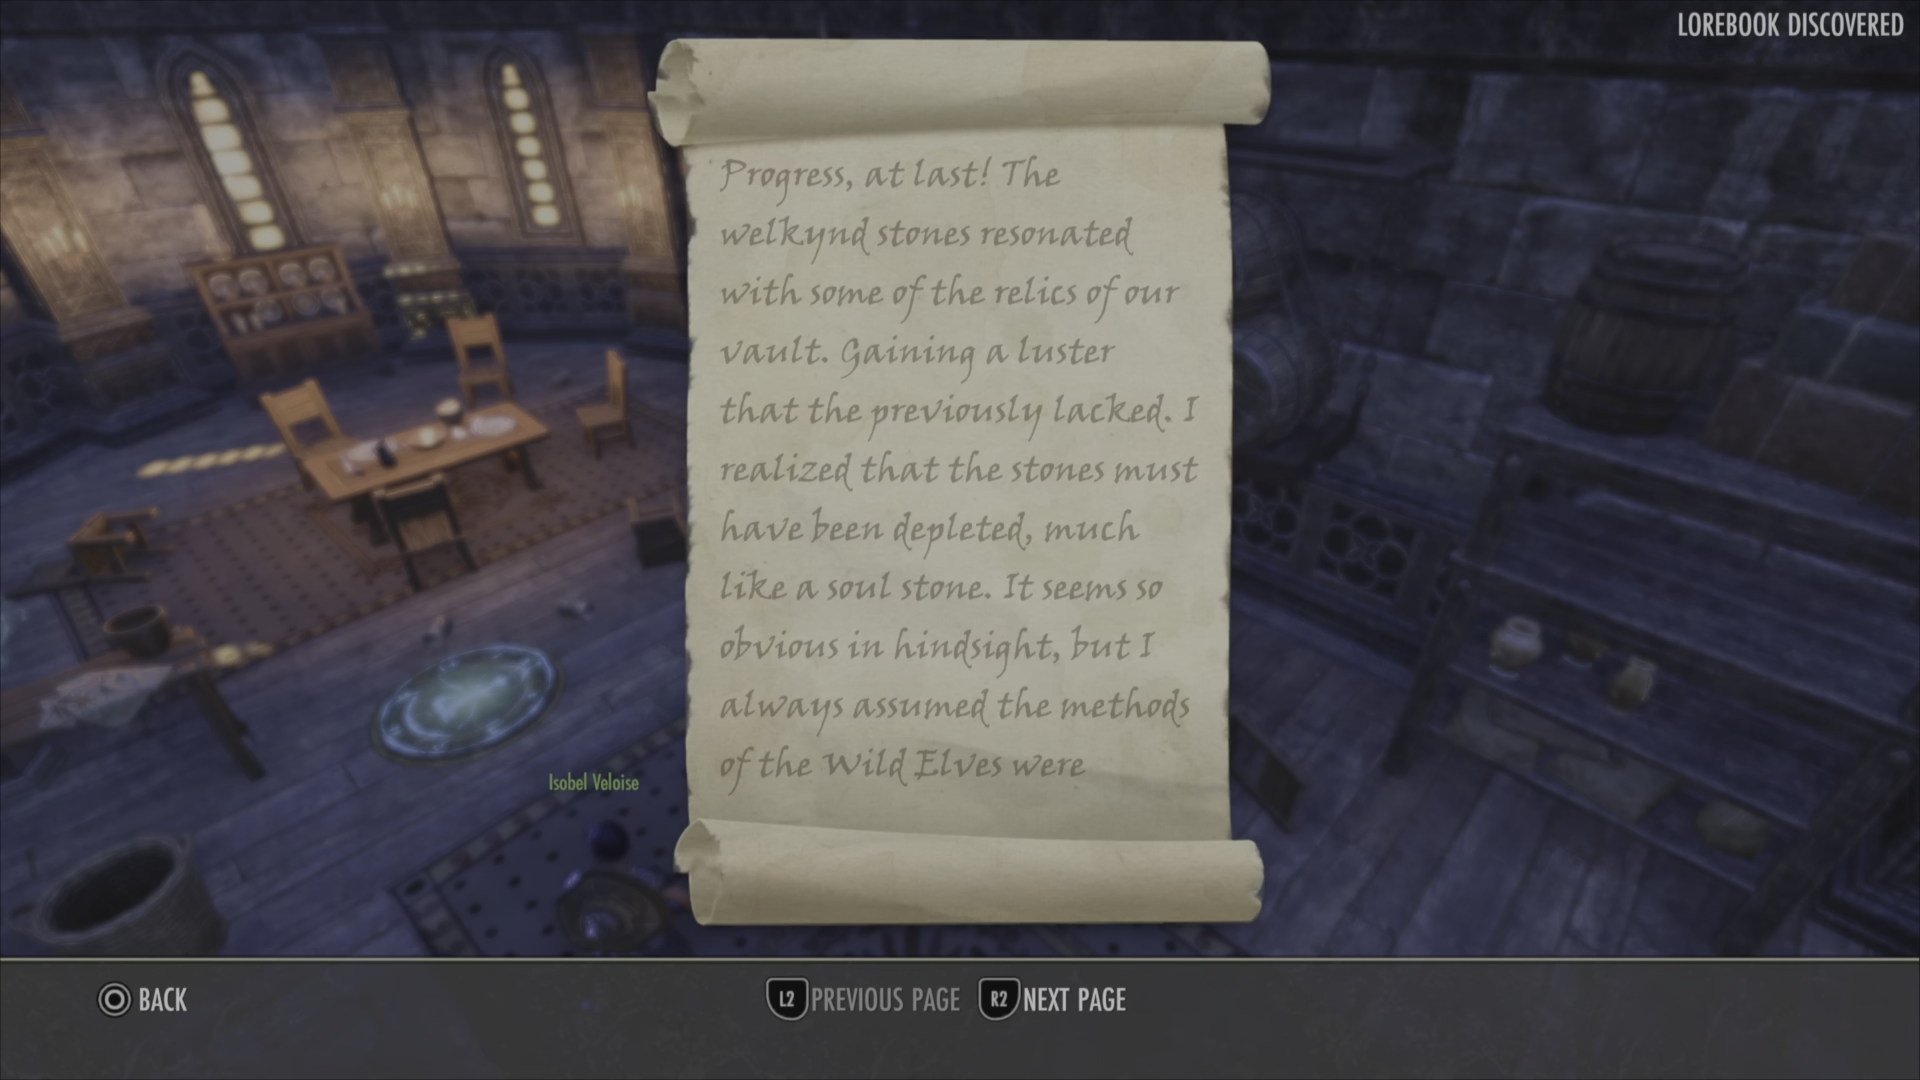 LOREBOOK DISCOVERED
Progress, at last! The
welkynd stones resonated
with some of the relics of our
vault. Gaining a luster
that the previously lacked. I
realized that the stones must
have been depleted, much
like a soul stone. It seems so
obvious in hindsight, but I
always assumed the methods
of the Wild Elves were
Isobel Veloise
BACK
L2 PREVIOUS PAGE R2 NEXT PAGE